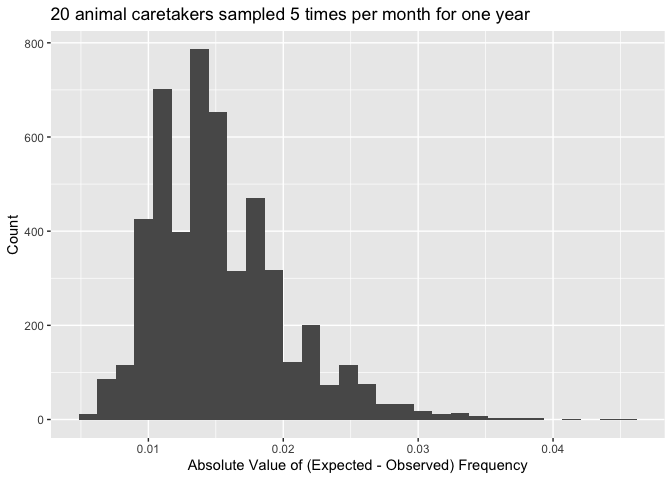 20 animal caretakers sampled 5 times per month for one year
800
600
400
200
0
Count
0.01 0.02 0.03 0.04
Absolute Value of (Expected - Observed) Frequency